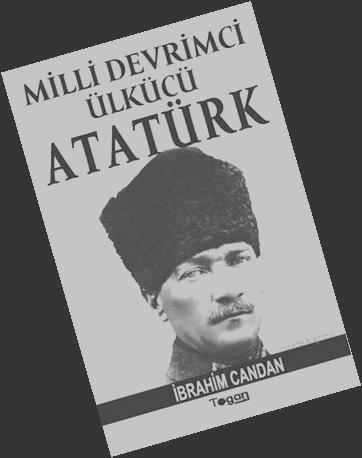 MİLLİ DEVRİMCİ
ÜLKÜCÜ
ATATÜRK
İBRAHİM CANDAN
Togan